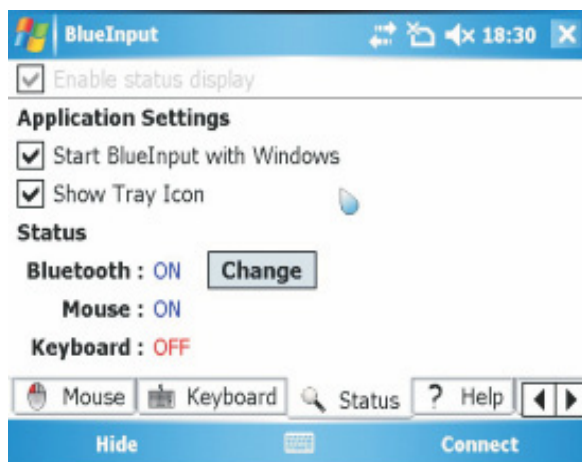 BlueInput 18:30
Enable status display
Application Settings
Start BlueInput with Windows
Show Tray Icon
Status
Bluetooth : ON Change
Mouse : ON
Keyboard : OFF
Mouse Keyboard Status ? Help
Hide Connect